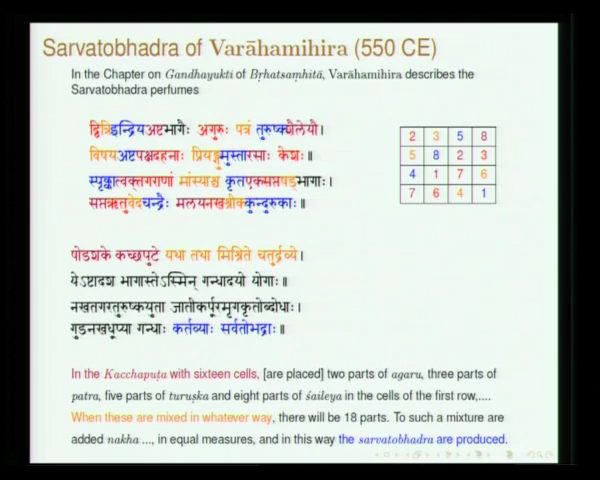 Sarvatobhadra of Varāhamihira (550 CE)
In the Chapter on Gandhayukti of Bṛhatsaṃhitā, Varāhamihira describes the
Sarvatobhadra perfumes
द्वित्रिइन्द्रियअष्टभागैः अगुरुः पत्रं तुरुष्कशैलेयौ।
विषयअष्टपक्षदहनाः प्रियङ्गुमुस्तारसाः केशः॥
स्पृक्कात्वक्तगराणां मांस्याश्च कृतएकसप्तषड्भागाः।
सप्तऋतुवेदचन्द्रैः मलयनखश्रीककुन्दुरुकाः॥
2 3 5 8
5 8 2 3
4 1 7 6
7 6 4 1
षोडशके कच्छपुटे यथा तथा मिश्रिते चतुर्द्रव्ये।
येऽष्टादश भागास्तेऽस्मिन् गन्धादयो योगाः॥
नखतगरतुरुष्कयुता जातीकर्पूरमृगकृतोद्बोधाः।
गुडनखधूप्या गन्धाः कर्तव्याः सर्वतोभद्राः॥
In the Kacchapuṭa with sixteen cells, [are placed] two parts of agaru, three parts of
patra, five parts of turuṣka and eight parts of śaileya in the cells of the first row,....
When these are mixed in whatever way, there will be 18 parts. To such a mixture are
added nakha ..., in equal measures, and in this way the sarvatobhadra are produced.